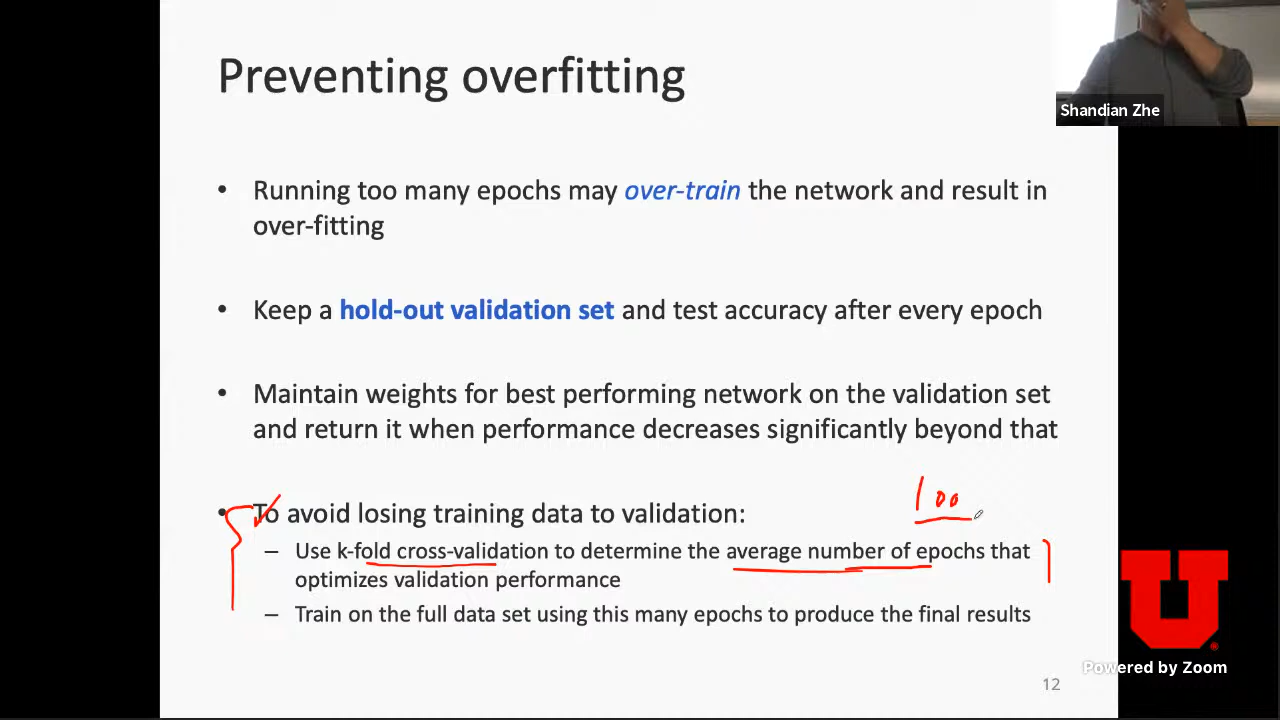 Preventing overfitting
Shandian Zhe
• Running too many epochs may over-train the network and result in
over-fitting
• Keep a hold-out validation set and test accuracy after every epoch
• Maintain weights for best performing network on the validation set
and return it when performance decreases significantly beyond that
100
• To avoid losing training data to validation:
– Use k-fold cross-validation to determine the average number of epochs that
optimizes validation performance
– Train on the full data set using this many epochs to produce the final results
U
Powered by Zoom
12